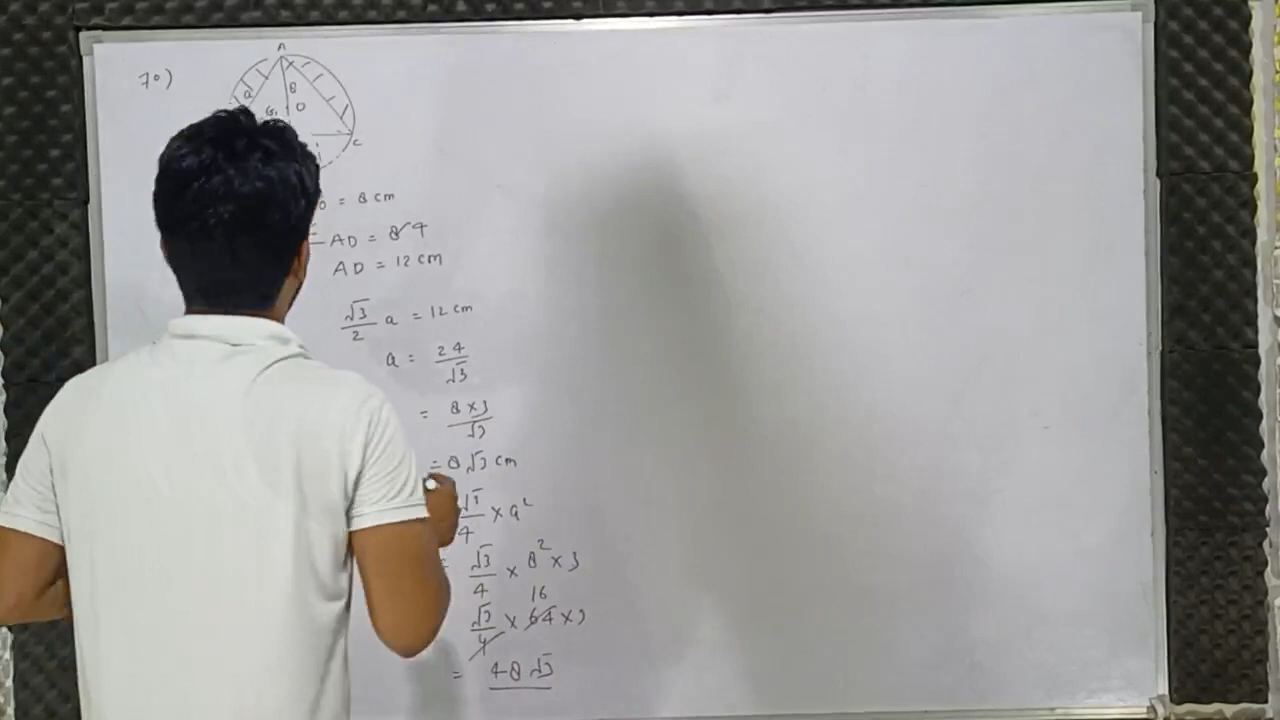 70)
A
a
8
G
O
C
= 8 cm
AD = 8 4
AD = 12 cm
√3/2 a = 12 cm
a = 24/√3
= 8 × 3/√3
= 8√3 cm
√3/4 × a²
= √3/4 × 8² × 3
16
√3/4 × 64 × 3
= 48√3